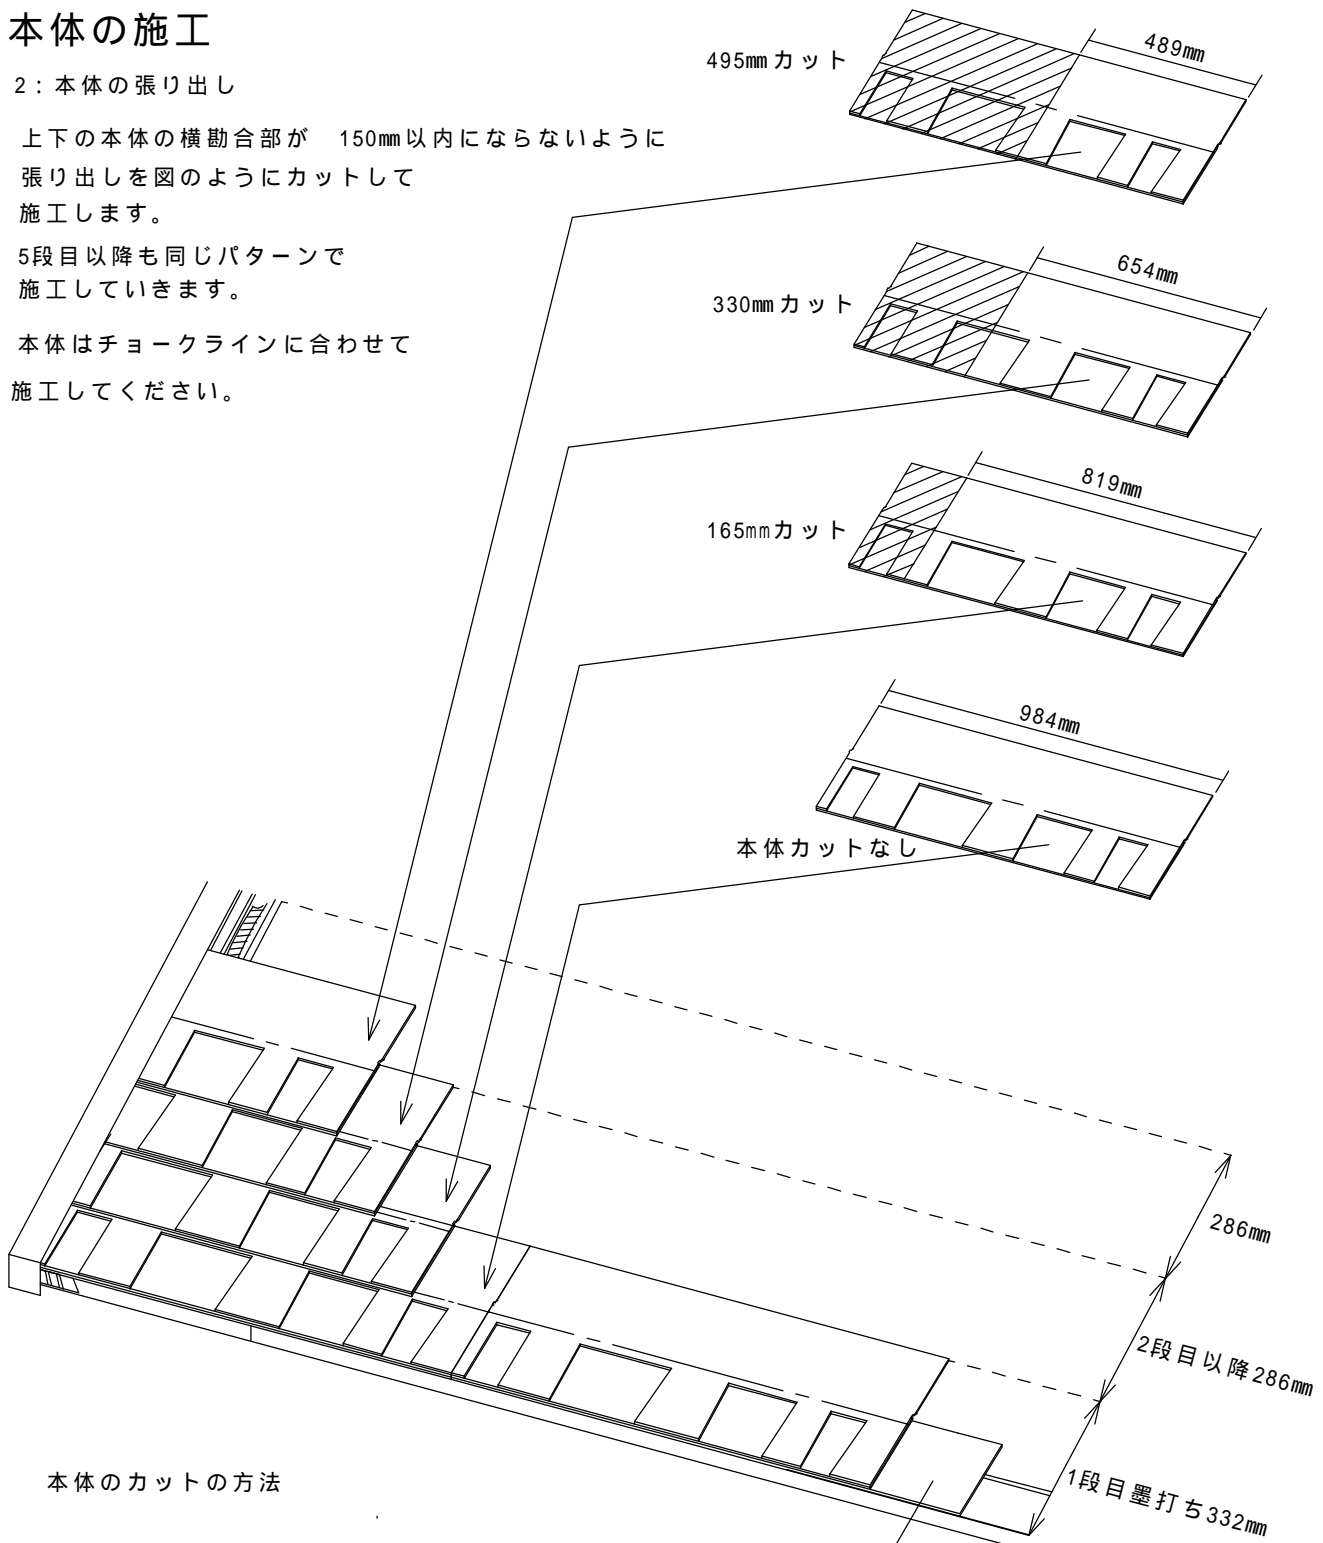 本体の施工
2：本体の張り出し
上下の本体の横勘合部が　150mm以内にならないように
張り出しを図のようにカットして
施工します。
5段目以降も同じパターンで
施工していきます。
本体はチョークラインに合わせて
施工してください。
495mmカット
489mm
330mmカット
654mm
165mmカット
819mm
984mm
本体カットなし
286mm
2段目以降286mm
1段目墨打ち332mm
本体のカットの方法